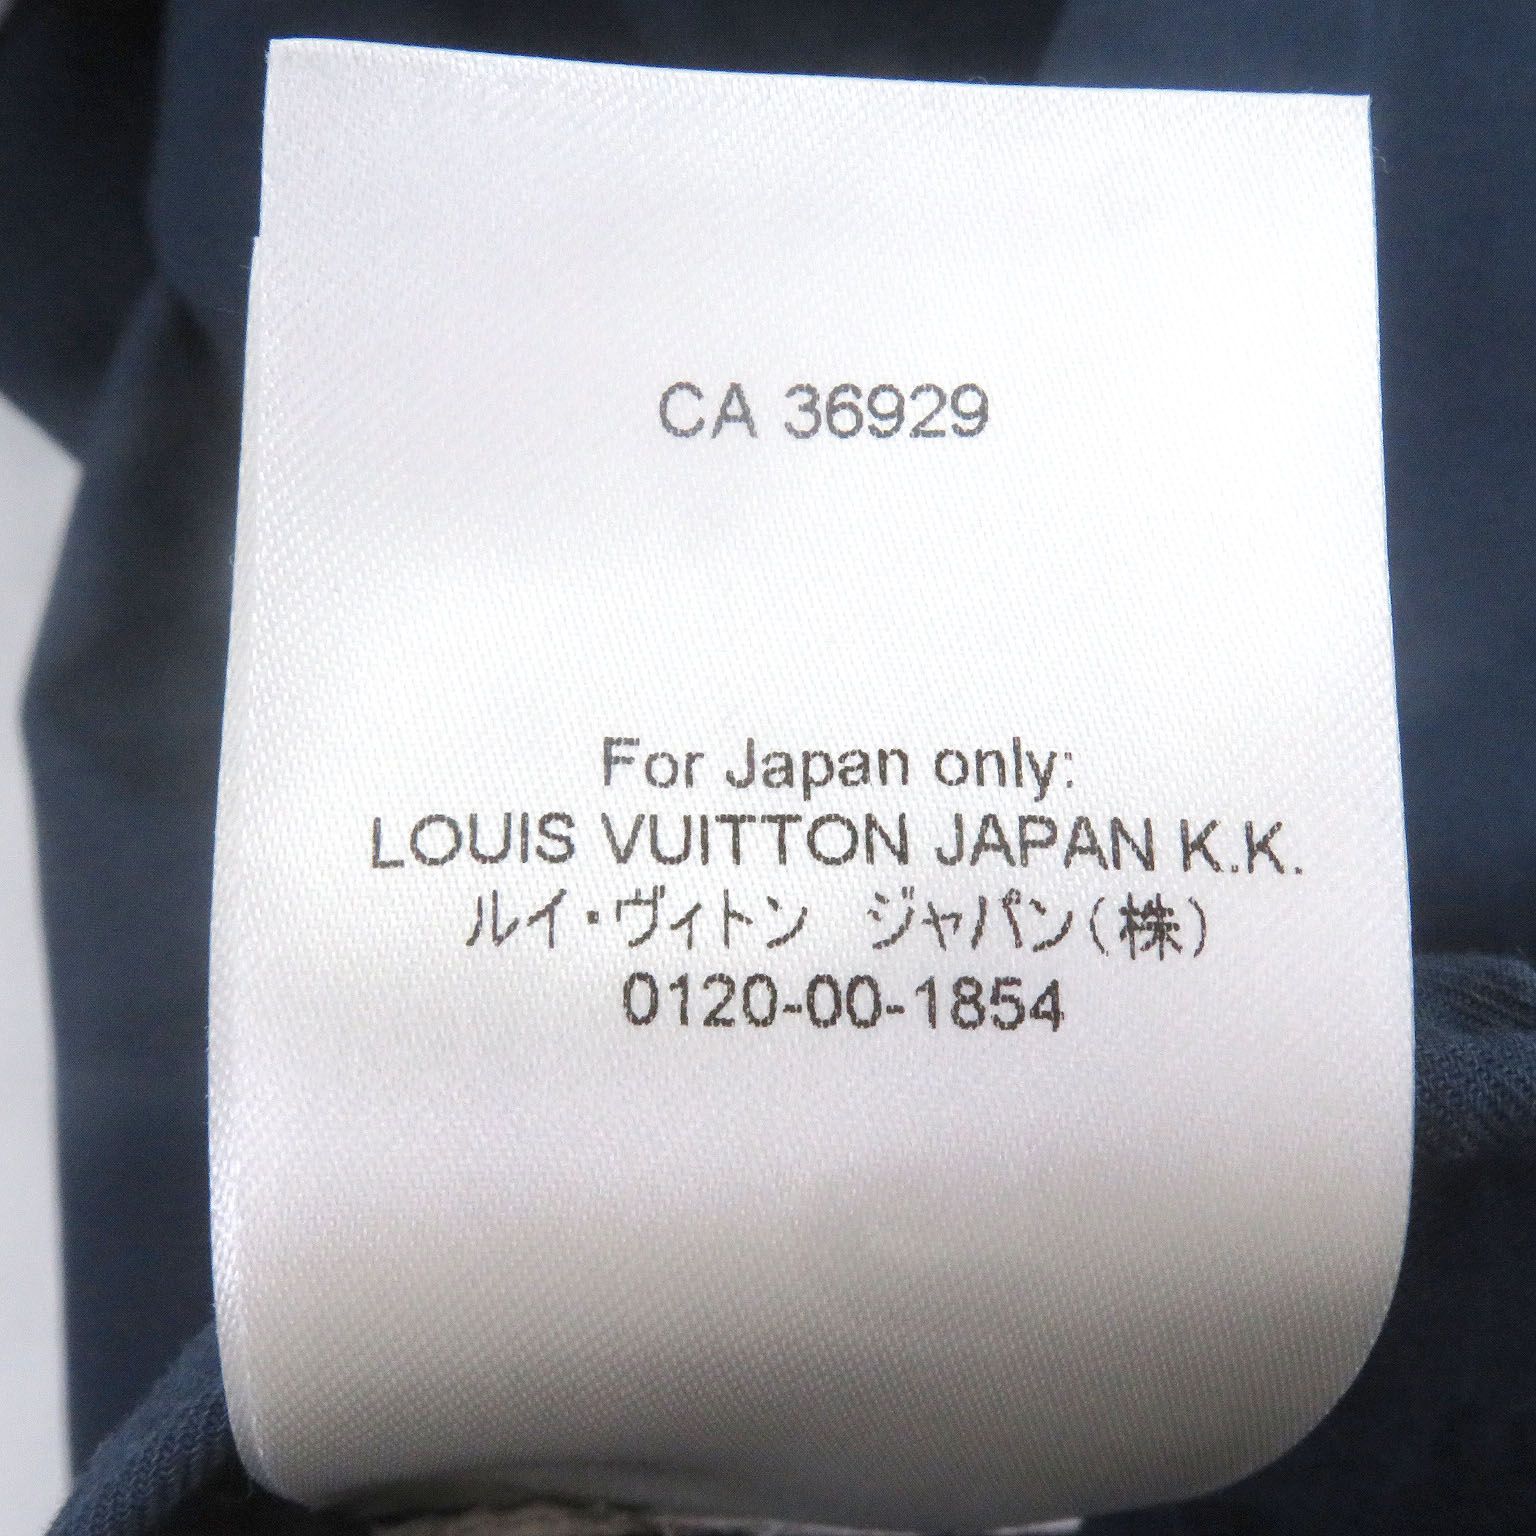 CA 36929
For Japan only:
LOUIS VUITTON JAPAN K.K.
ルイ・ヴィトン　ジャパン(株)
0120-00-1854